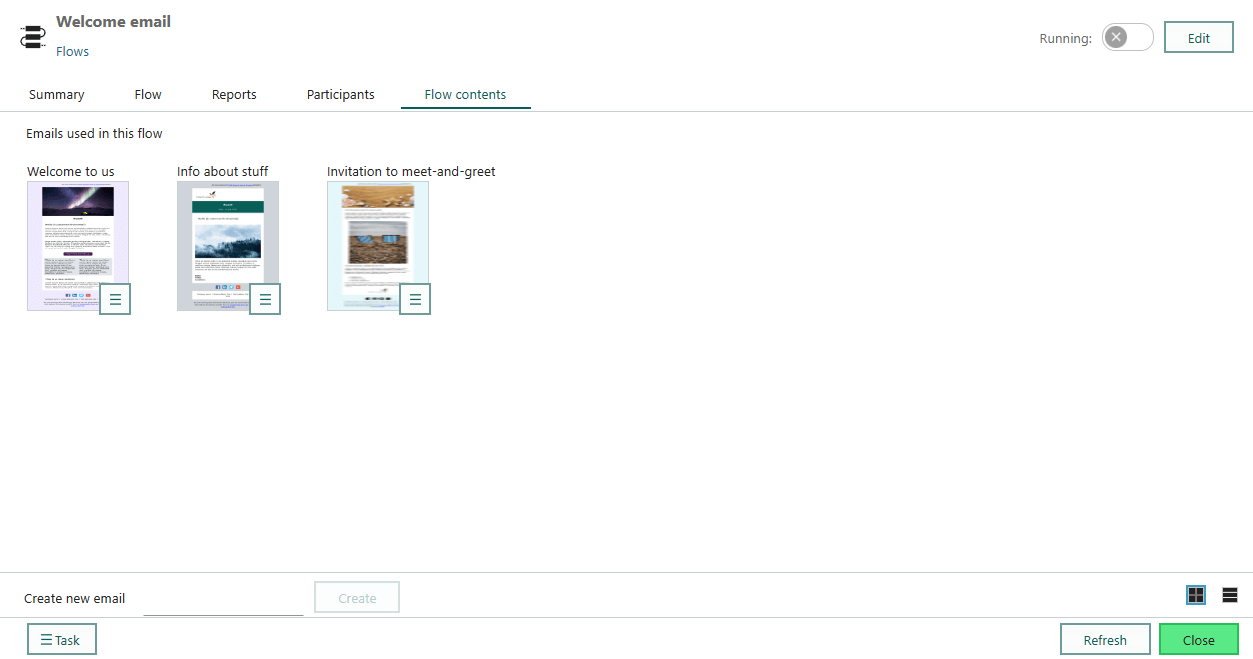 Welcome email
Flows
Running:
Edit
Summary
Flow
Reports
Participants
Flow contents
Emails used in this flow
Welcome to us
Info about stuff
Invitation to meet-and-greet
Create new email
Create
Task
Refresh
Close